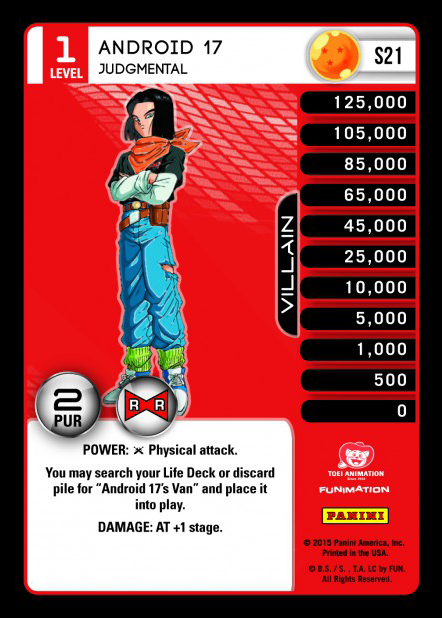 1
LEVEL
ANDROID 17
JUDGMENTAL
S21
125,000
105,000
85,000
65,000
45,000
25,000
10,000
5,000
1,000
500
0
VILLAIN
2
PUR
R R
POWER: Physical attack.
You may search your Life Deck or discard
pile for “Android 17’s Van” and place it
into play.
DAMAGE: AT +1 stage.
TOEI ANIMATION
Since 1956
FUNIMATION
PANINI
© 2015 Panini America, Inc.
Printed in the USA.
© B.S. / S. , T.A. LC by FUN.
All Rights Reserved.